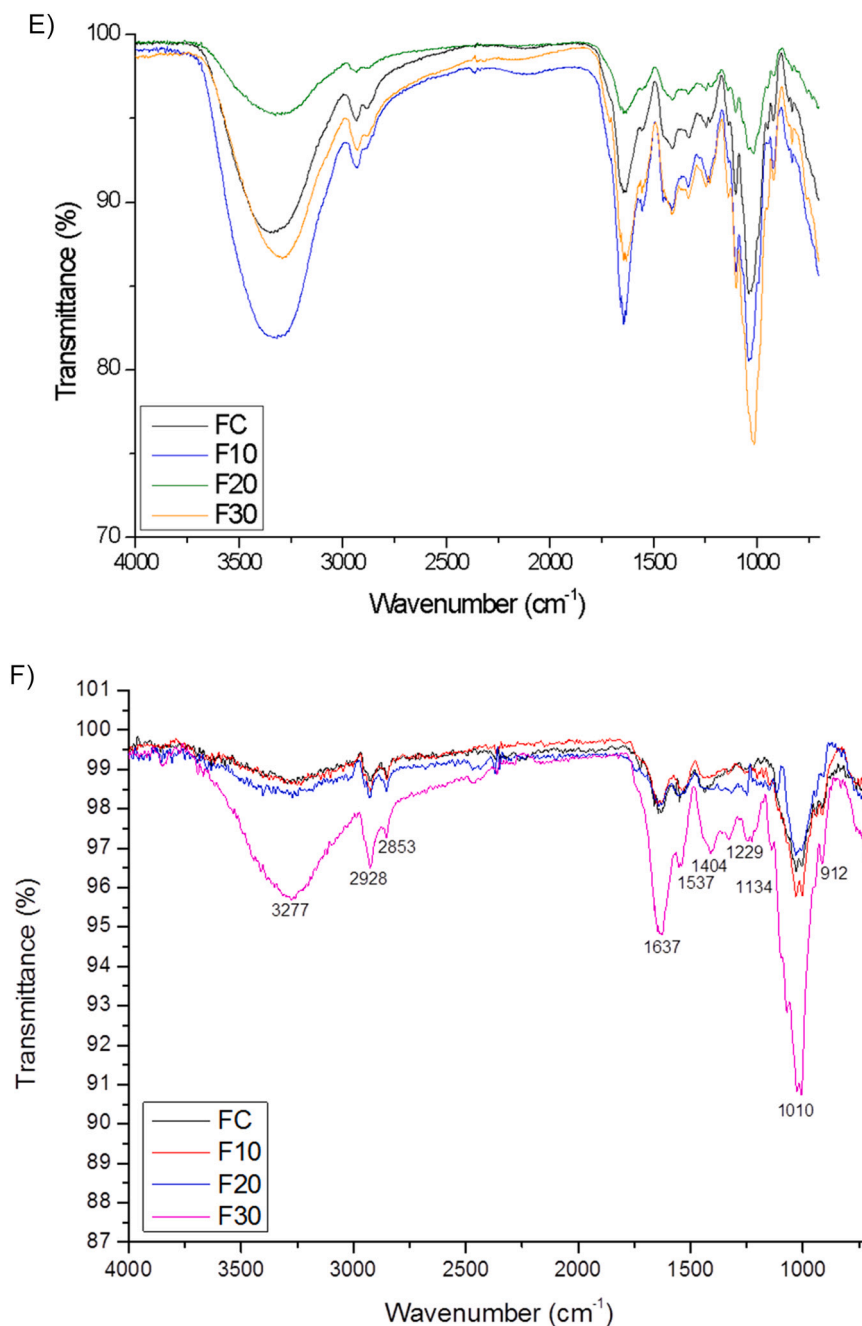 E)
100
90
80
70
Transmittance (%)
FC
F10
F20
F30
4000 3500 3000 2500 2000 1500 1000
Wavenumber (cm⁻¹)
F)
101
100
99
98
97
96
95
94
93
92
91
90
89
88
87
Transmittance (%)
3277
2928
2853
1637
1537
1404
1229
1134
1010
912
FC
F10
F20
F30
4000 3500 3000 2500 2000 1500 1000
Wavenumber (cm⁻¹)